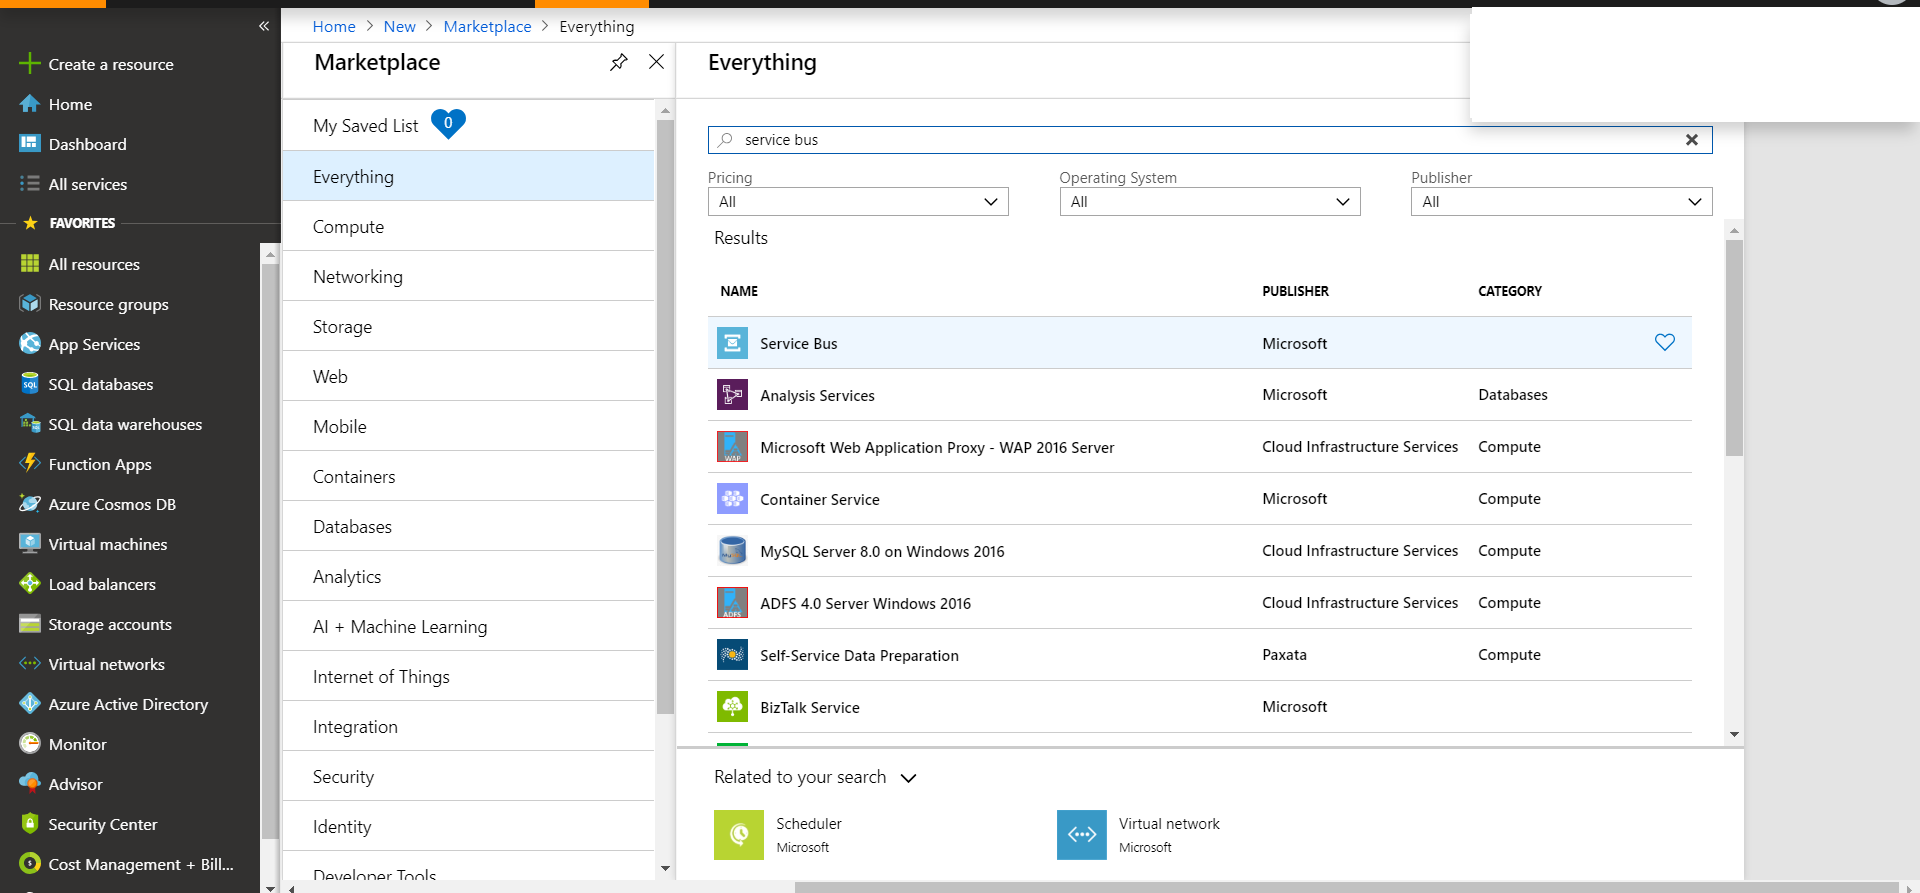 Home > New > Marketplace > Everything
«
Create a resource
Home
Dashboard
All services
FAVORITES
All resources
Resource groups
App Services
SQL databases
SQL data warehouses
Function Apps
Azure Cosmos DB
Virtual machines
Load balancers
Storage accounts
Virtual networks
Azure Active Directory
Monitor
Advisor
Security Center
Cost Management + Bill...
Marketplace
My Saved List 0
Everything
Compute
Networking
Storage
Web
Mobile
Containers
Databases
Analytics
AI + Machine Learning
Internet of Things
Integration
Security
Identity
Developer Tools
Everything
service bus
Pricing Operating System Publisher
All All All
Results
NAME PUBLISHER CATEGORY
Service Bus Microsoft
Analysis Services Microsoft Databases
WAP Microsoft Web Application Proxy - WAP 2016 Server Cloud Infrastructure Services Compute
Container Service Microsoft Compute
MySQL Server 8.0 on Windows 2016 Cloud Infrastructure Services Compute
ADFS ADFS 4.0 Server Windows 2016 Cloud Infrastructure Services Compute
Self-Service Data Preparation Paxata Compute
BizTalk Service Microsoft
Related to your search
Scheduler
Microsoft
Virtual network
Microsoft